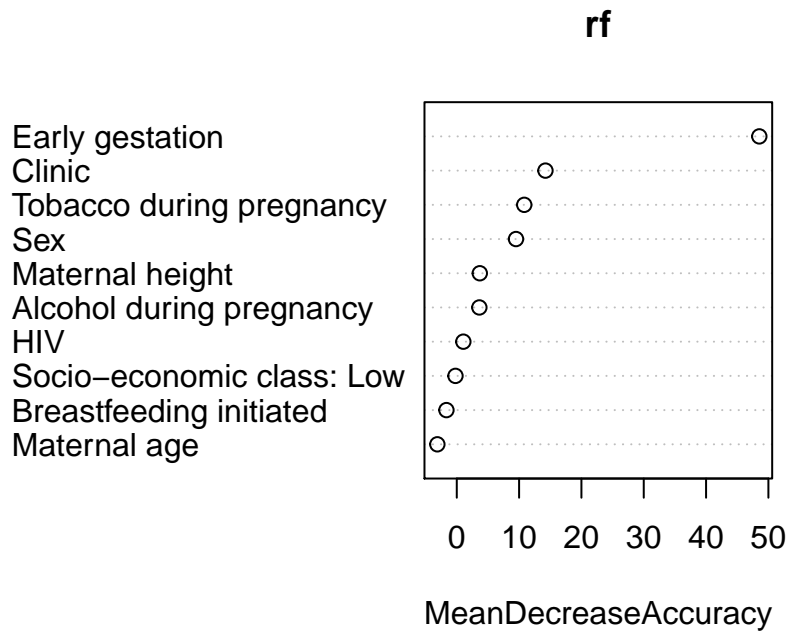 rf
Early gestation
Clinic
Tobacco during pregnancy
Sex
Maternal height
Alcohol during pregnancy
HIV
Socio−economic class: Low
Breastfeeding initiated
Maternal age
0 10 20 30 40 50
MeanDecreaseAccuracy